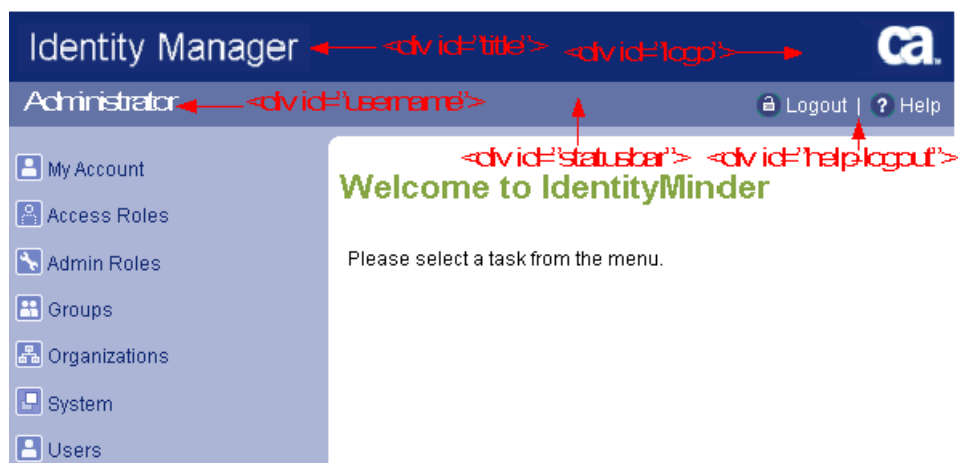 Identity Manager <div id="title"> <div id="logo"> ca.
Administrator <div id="username"> Logout | Help
<div id="statusbar"> <div id="help-logout">
My Account
Welcome to IdentityMinder
Access Roles
Admin Roles Please select a task from the menu.
Groups
Organizations
System
Users